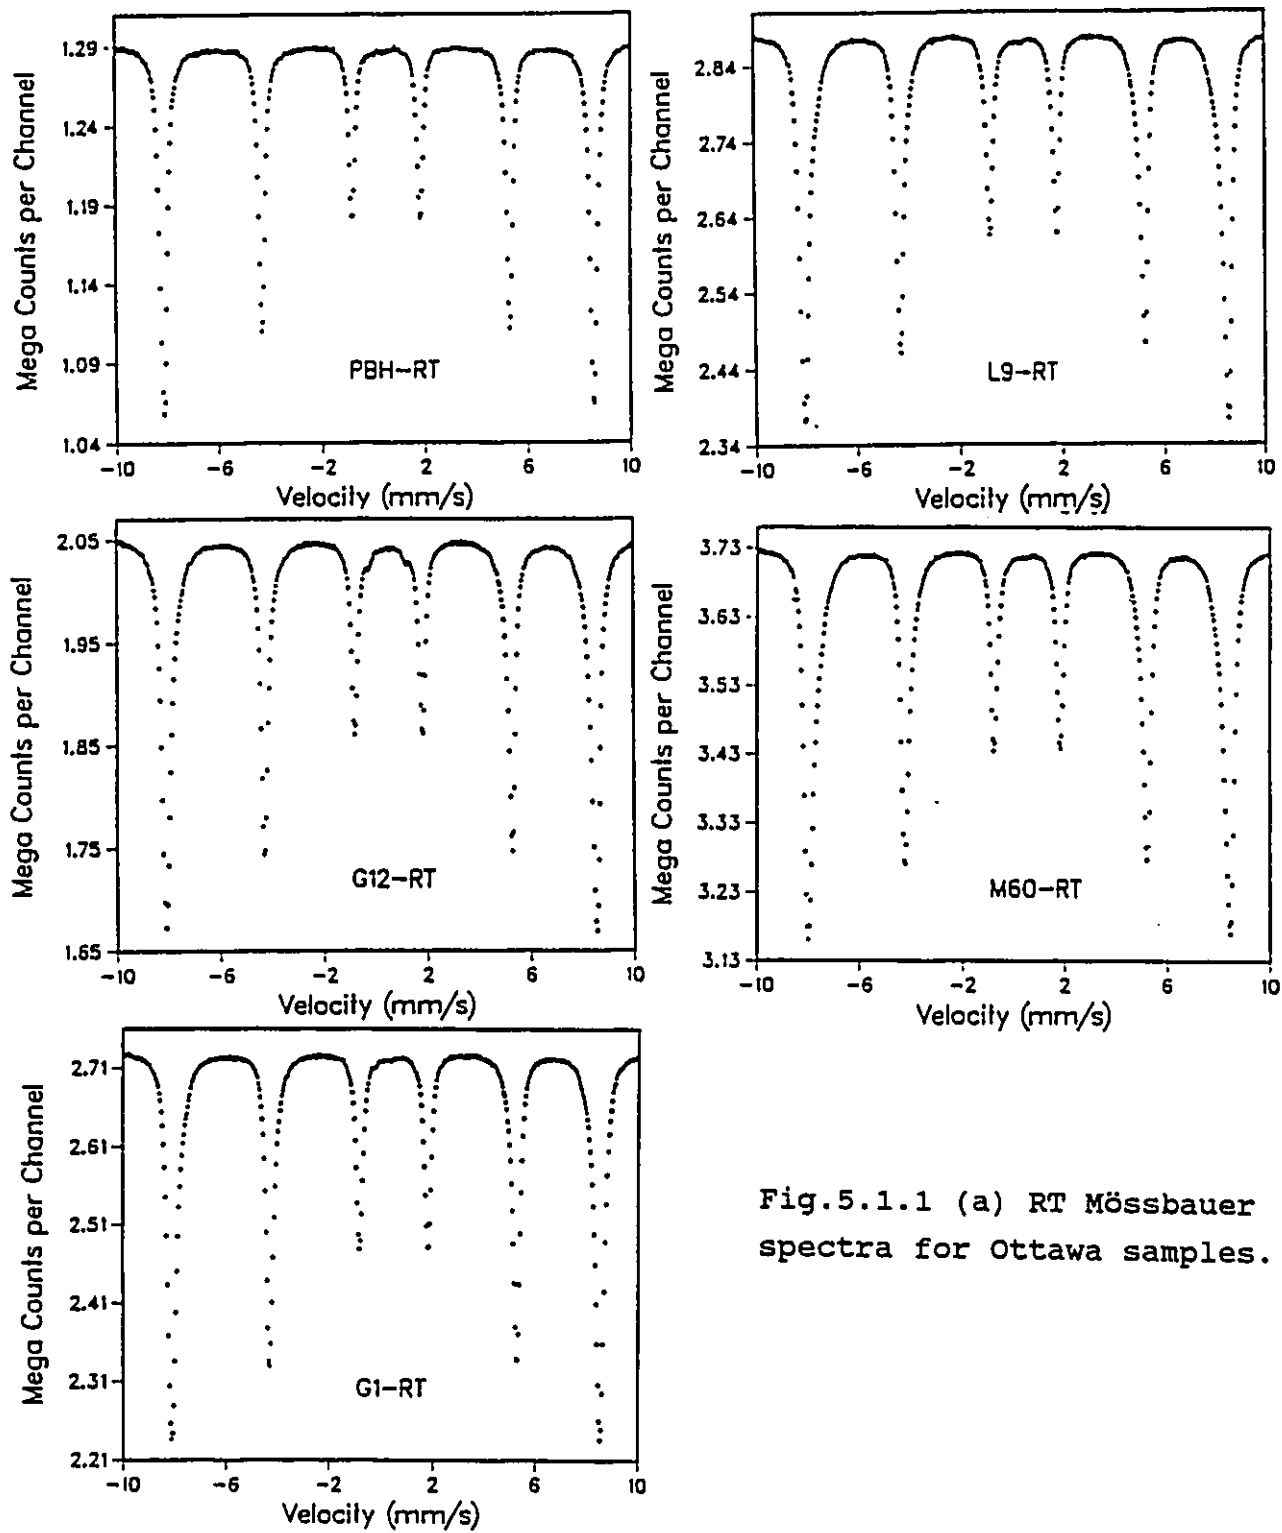 Mega Counts per Channel
1.29
1.24
1.19
1.14
1.09
1.04
PBH-RT
-10 -6 -2 2 6 10
Velocity (mm/s)
Mega Counts per Channel
2.84
2.74
2.64
2.54
2.44
2.34
L9-RT
-10 -6 -2 2 6 10
Velocity (mm/s)
Mega Counts per Channel
2.05
1.95
1.85
1.75
1.65
G12-RT
-10 -6 -2 2 6 10
Velocity (mm/s)
Mega Counts per Channel
3.73
3.63
3.53
3.43
3.33
3.23
3.13
M60-RT
-10 -6 -2 2 6 10
Velocity (mm/s)
Mega Counts per Channel
2.71
2.61
2.51
2.41
2.31
2.21
G1-RT
-10 -6 -2 2 6 10
Velocity (mm/s)
Fig.5.1.1 (a) RT Mössbauer
spectra for Ottawa samples.